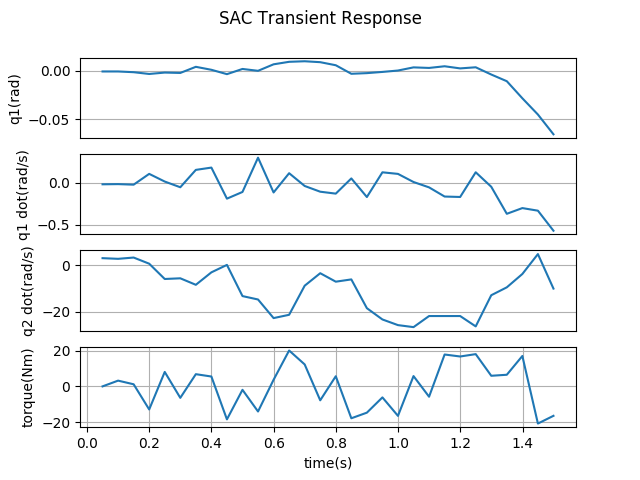 SAC Transient Response
q1(rad)
0.00
−0.05
q1 dot(rad/s)
0.0
−0.5
q2 dot(rad/s)
0
−20
torque(Nm)
20
0
−20
0.0 0.2 0.4 0.6 0.8 1.0 1.2 1.4
time(s)